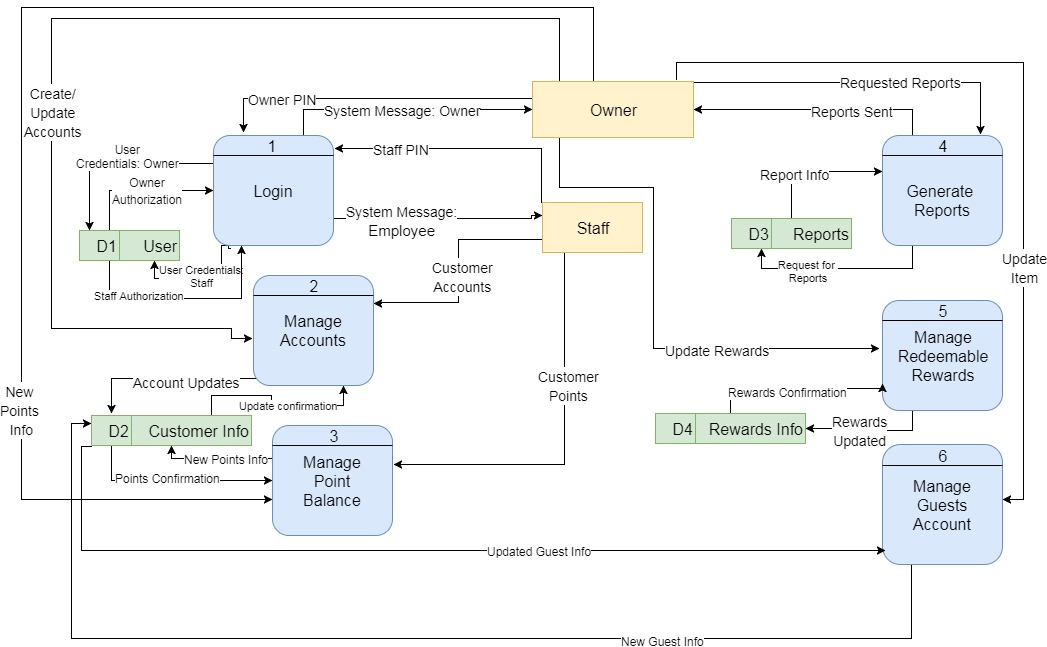 Owner PIN
System Message: Owner
Owner
Requested Reports
Reports Sent
Create/
Update
Accounts
User
Credentials: Owner
Owner
Authorization
1
Login
Staff PIN
System Message:
Employee
Staff
4
Generate
Reports
Report Info
D3 Reports
Request for
Reports
Update
Item
D1 User
User Credentials:
Staff
Staff Authorization
2
Manage
Accounts
Customer
Accounts
5
Manage
Redeemable
Rewards
Update Rewards
Account Updates
Update confirmation
New
Points
Info
Customer
Points
Rewards Confirmation
D4 Rewards Info
Rewards
Updated
D2 Customer Info
New Points Info
Points Confirmation
3
Manage
Point
Balance
6
Manage
Guests
Account
Updated Guest Info
New Guest Info